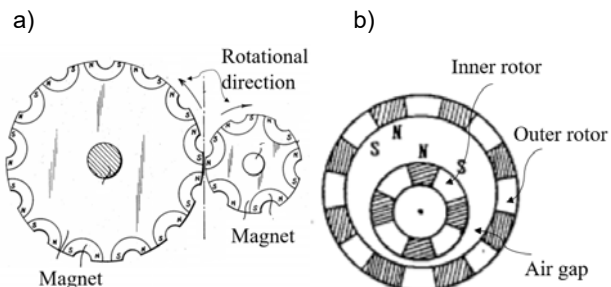 a)
b)
Rotational
direction
Magnet
Magnet
Inner rotor
Outer rotor
Air gap
N
S
N
S